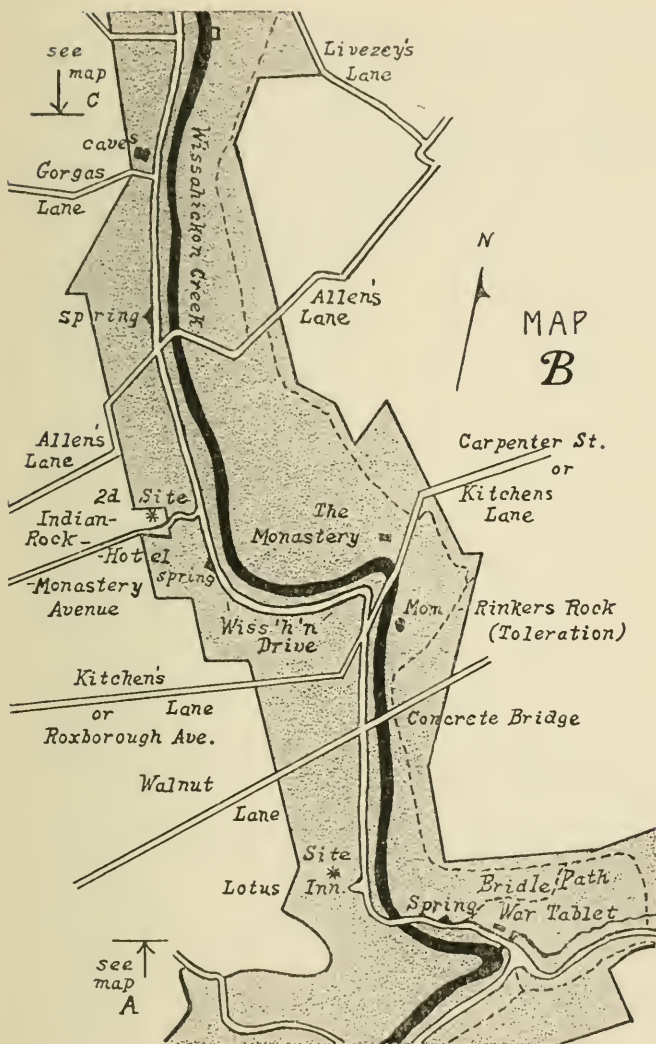 see
map
C
Livezey's
Lane
caves
Gorgas
Lane
Wissahickon Creek
N
MAP
B
spring
Allen's
Lane
Allen's
Lane
Carpenter St.
or
Kitchens
Lane
2d Site
Indian-
Rock-
-Hotel
spring
-Monastery
Avenue
The
Monastery
Wiss'h'n
Drive
Mom Rinkers Rock
(Toleration)
Kitchen's
or Lane
Roxborough Ave.
Concrete Bridge
Walnut
Lane
Site
Lotus Inn.
Bridle Path
Spring
War Tablet
see
map
A